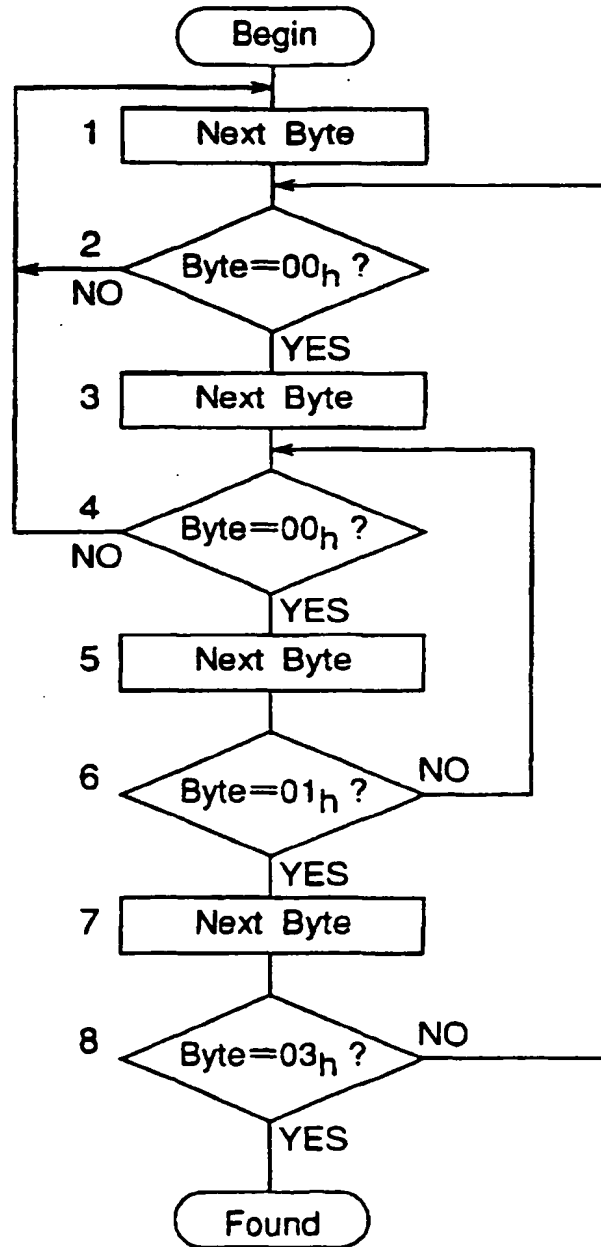 Begin
1 Next Byte
2 Byte=00h ?
NO
YES
3 Next Byte
4 Byte=00h ?
NO
YES
5 Next Byte
NO
6 Byte=01h ?
YES
7 Next Byte
NO
8 Byte=03h ?
YES
Found